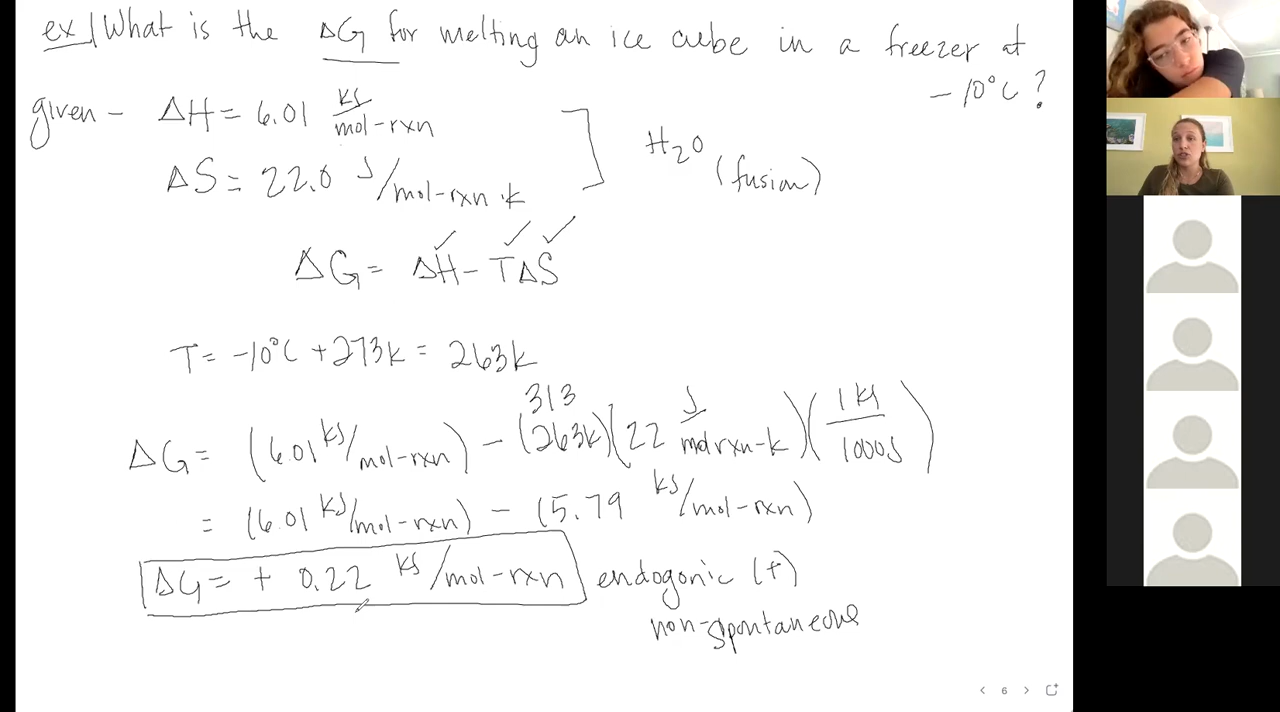 ex/ What is the ΔG for melting an ice cube in a freezer at
-10°C?
given - ΔH = 6.01 kJ/mol-rxn
ΔS = 22.0 J/mol-rxn·k
H2O (fusion)
ΔG = ΔH - TΔS
T = -10°C + 273k = 263k
313
ΔG = (6.01 kJ/mol-rxn) - (263k)(22 J/mol rxn-k)(1 kJ/1000J)
= (6.01 kJ/mol-rxn) - (5.79 kJ/mol-rxn)
ΔG = + 0.22 kJ/mol-rxn endogonic (+)
non-spontaneous
< 6 >